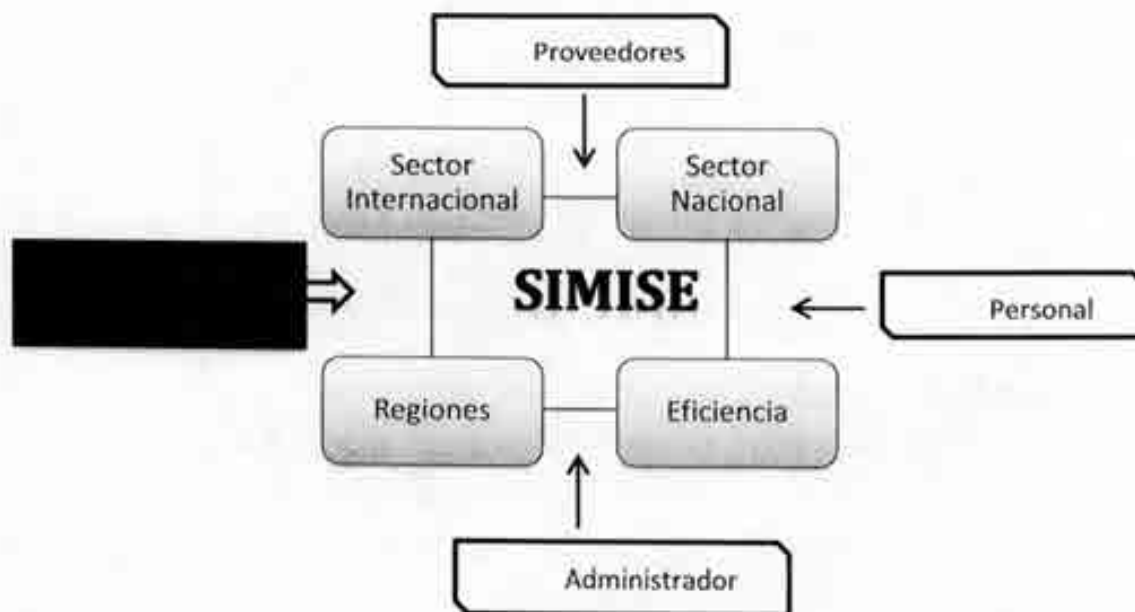 Proveedores
Sector
Internacional
Sector
Nacional
SIMISE
Personal
Regiones
Eficiencia
Administrador